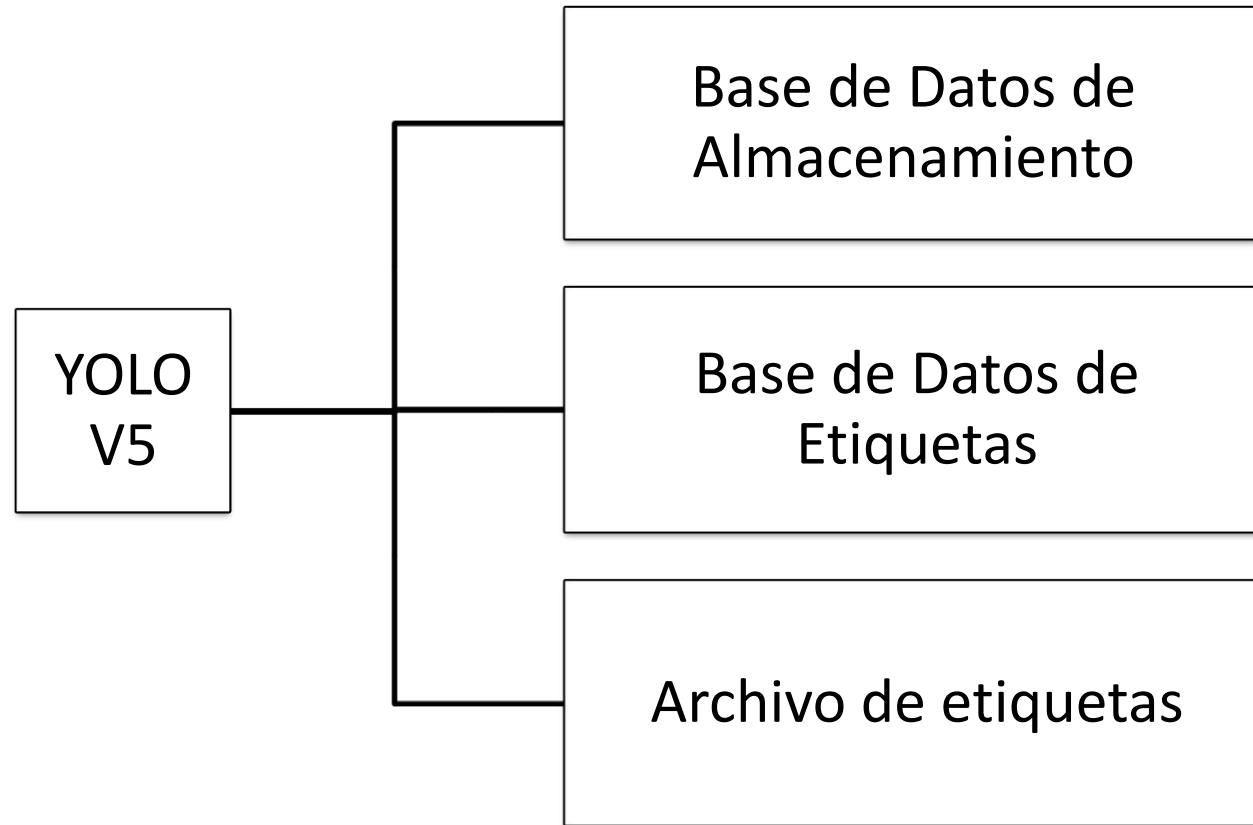 Base de Datos de
Almacenamiento
YOLO
V5
Base de Datos de
Etiquetas
Archivo de etiquetas